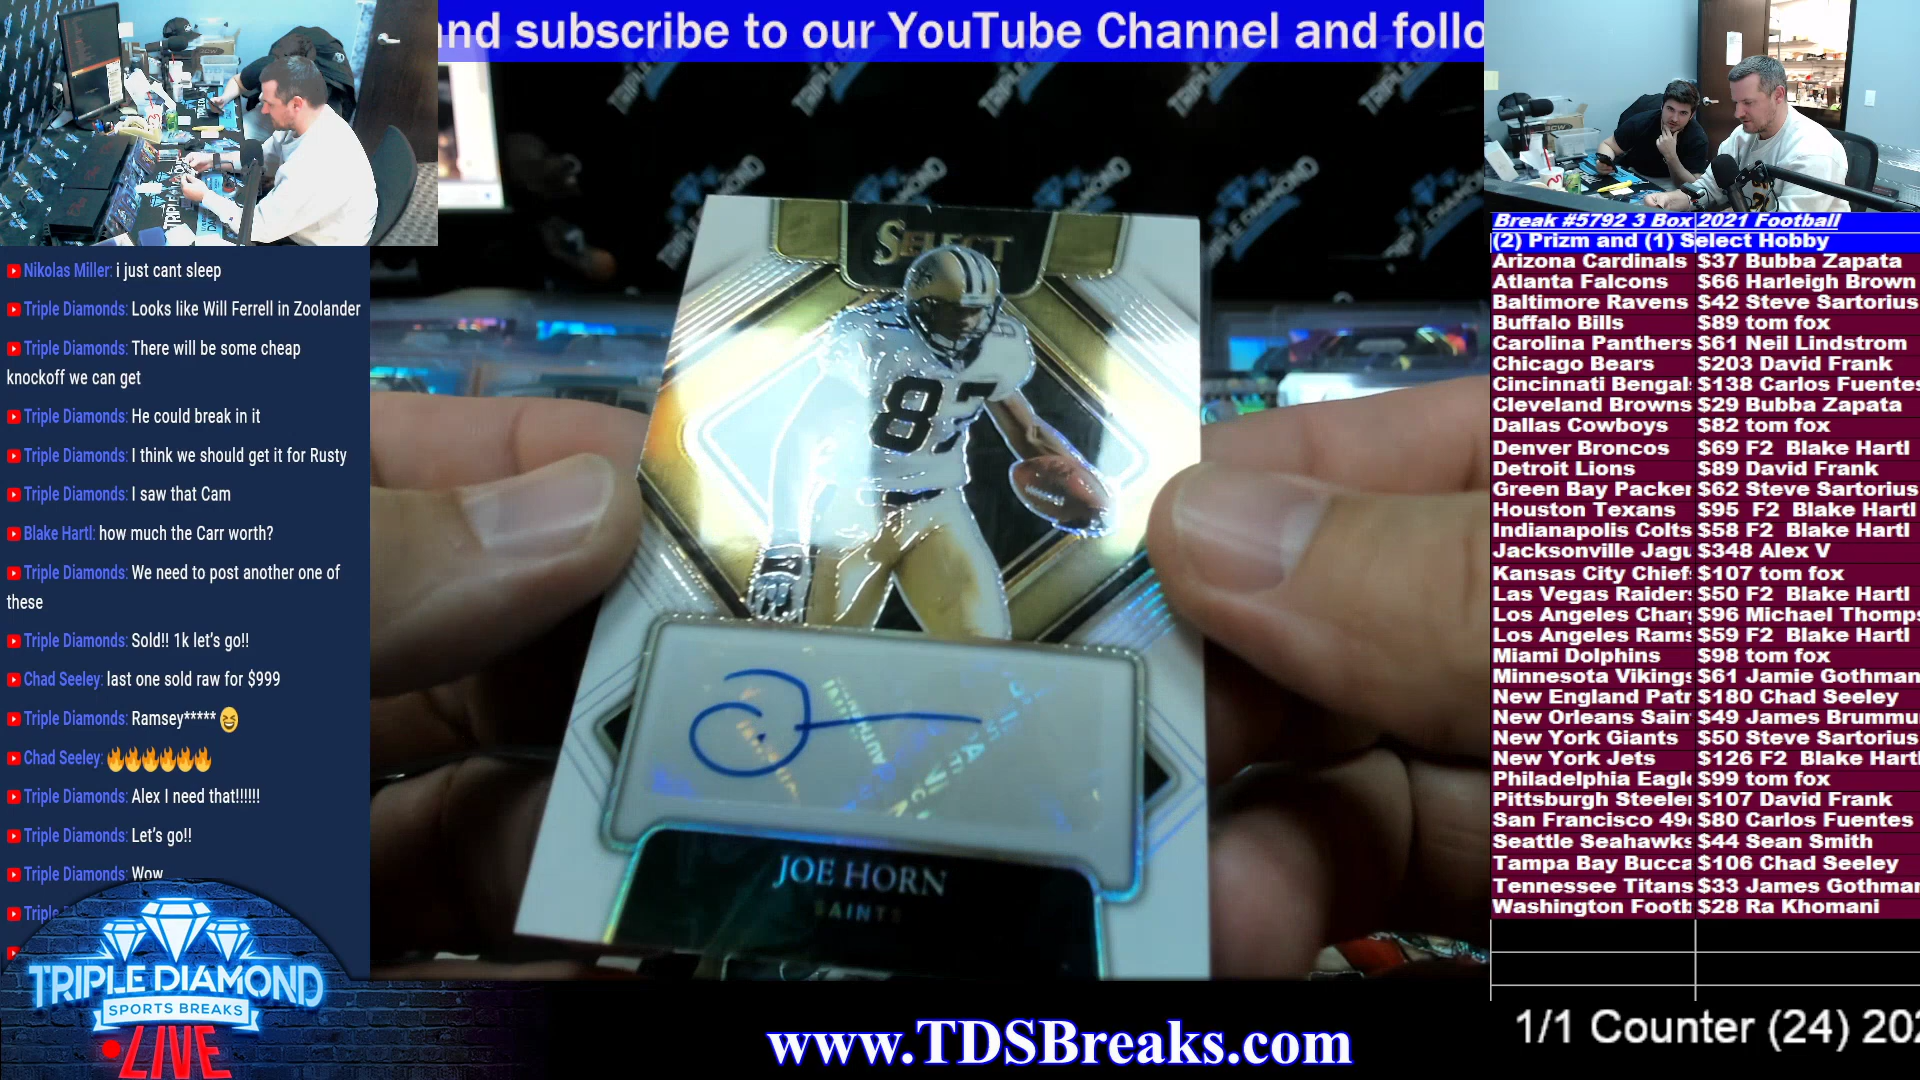 and subscribe to our YouTube Channel and follo
Nikolas Miller: i just cant sleep
Triple Diamonds: Looks like Will Ferrell in Zoolander
Triple Diamonds: There will be some cheap
knockoff we can get
Triple Diamonds: He could break in it
Triple Diamonds: I think we should get it for Rusty
Triple Diamonds: I saw that Cam
Blake Hartl: how much the Carr worth?
Triple Diamonds: We need to post another one of
these
Triple Diamonds: Sold!! 1k let's go!!
Chad Seeley: last one sold raw for $999
Triple Diamonds: Ramsey***** 😆
Chad Seeley: 🔥🔥🔥🔥🔥🔥
Triple Diamonds: Alex I need that!!!!!!
Triple Diamonds: Let's go!!
Triple Diamonds: Wow
Triple
TRIPLE DIAMOND
SPORTS BREAKS
LIVE
SELECT
87
JOE HORN
SAINTS
www.TDSBreaks.com
Break #5792 3 Box 2021 Football
(2) Prizm and (1) Select Hobby
Arizona Cardinals $37 Bubba Zapata
Atlanta Falcons $66 Harleigh Brown
Baltimore Ravens $42 Steve Sartorius
Buffalo Bills $89 tom fox
Carolina Panthers $61 Neil Lindstrom
Chicago Bears $203 David Frank
Cincinnati Bengals $138 Carlos Fuentes
Cleveland Browns $29 Bubba Zapata
Dallas Cowboys $82 tom fox
Denver Broncos $69 F2 Blake Hartl
Detroit Lions $89 David Frank
Green Bay Packer $62 Steve Sartorius
Houston Texans $95 F2 Blake Hartl
Indianapolis Colts $58 F2 Blake Hartl
Jacksonville Jagu $348 Alex V
Kansas City Chiefs $107 tom fox
Las Vegas Raiders $50 F2 Blake Hartl
Los Angeles Charg $96 Michael Thomps
Los Angeles Rams $59 F2 Blake Hartl
Miami Dolphins $98 tom fox
Minnesota Vikings $61 Jamie Gothman
New England Patr $180 Chad Seeley
New Orleans Sain $49 James Brummu
New York Giants $50 Steve Sartorius
New York Jets $126 F2 Blake Hartl
Philadelphia Eagle $99 tom fox
Pittsburgh Steeler $107 David Frank
San Francisco 49e $80 Carlos Fuentes
Seattle Seahawks $44 Sean Smith
Tampa Bay Bucca $106 Chad Seeley
Tennessee Titans $33 James Gothman
Washington Footb $28 Ra Khomani
1/1 Counter (24) 202